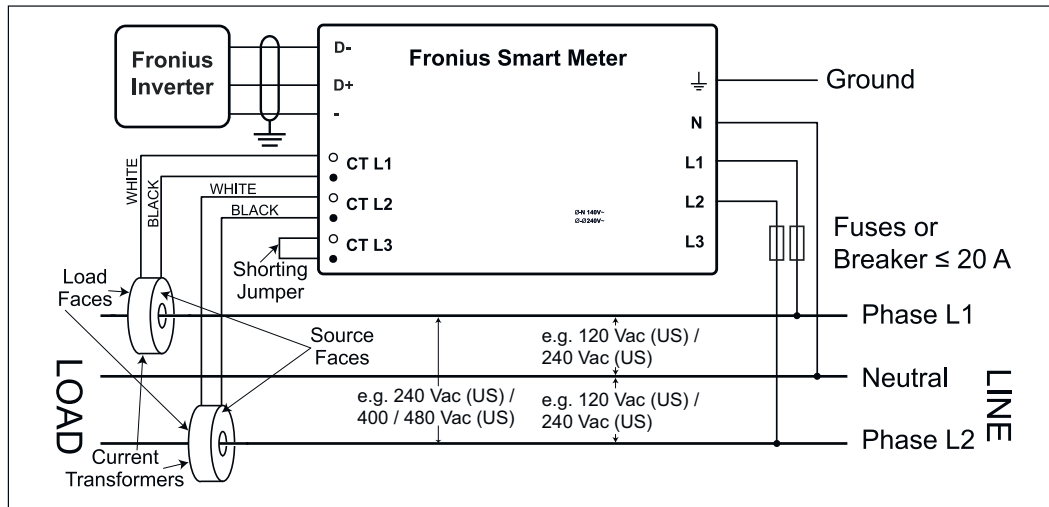 Fronius
Inverter
D-
D+
-
Fronius Smart Meter
Ground
N
L1
L2
L3
CT L1
CT L2
CT L3
Ø-N 140V~
Ø-Ø240V~
WHITE
BLACK
WHITE
BLACK
Shorting
Jumper
Fuses or
Breaker ≤ 20 A
Load
Faces
Source
Faces
Phase L1
e.g. 120 Vac (US) /
240 Vac (US)
Neutral
e.g. 240 Vac (US) /
400 / 480 Vac (US)
e.g. 120 Vac (US) /
240 Vac (US)
Phase L2
LOAD
LINE
Current
Transformers